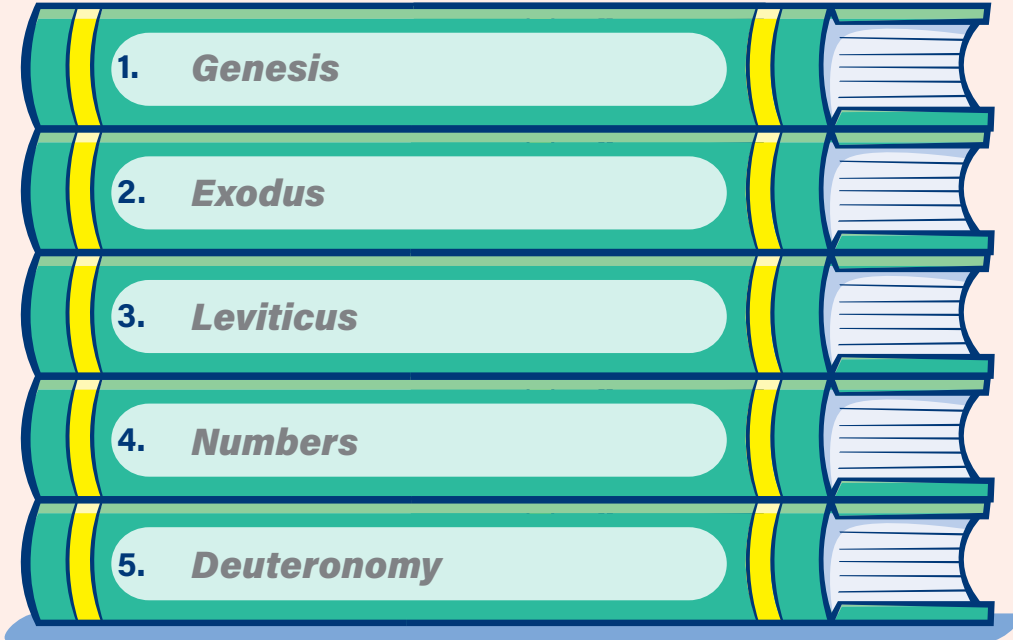 1. Genesis
2. Exodus
3. Leviticus
4. Numbers
5. Deuteronomy